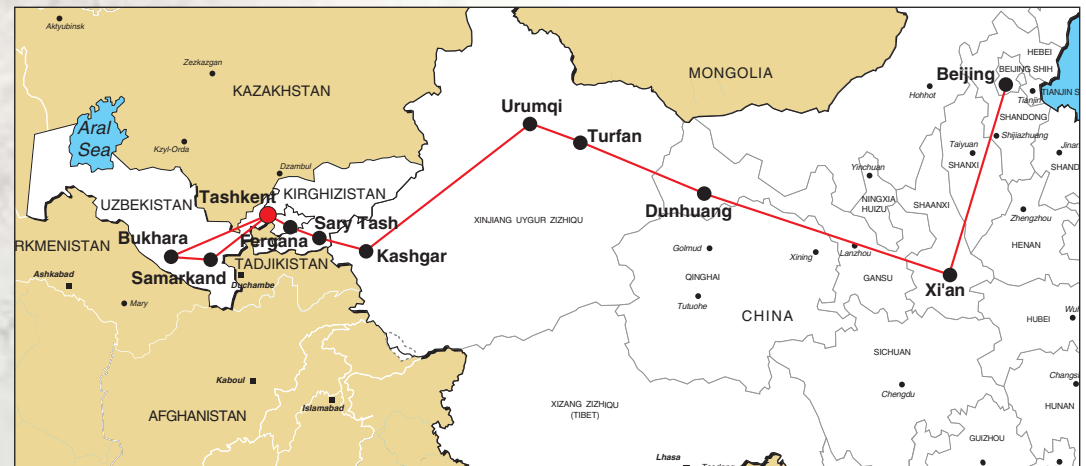 Aktyubinsk
HEBEI
Zezkazgan
Beijing
BEIJING SHIH
MONGOLIA
KAZAKHSTAN
Hohhot
Tianjin
TIANJIN S
Urumqi
SHANDONG
Aral
Sea
Turfan
Shijiazhuang
Kzyl-Orda
Taiyuan
Jinan
SHANXI
SHAND
Dzambul
Yinchuan
Tashkent
KIRGHIZISTAN
NINGXIA
HUIZU
SHAANXI
UZBEKISTAN
Dunhuang
Zhengzhou
Sary Tash
XINJIANG UYGUR ZIZHIQU
Bukhara
Fergana
RKMENISTAN
Kashgar
Golmud
Xining
Lanzhou
HENAN
TADJIKISTAN
Samarkand
Ashkabad
Duchambe
QINGHAI
GANSU
Xi'an
Mary
Tutuohe
CHINA
HUBEI
Wuh
SICHUAN
Kaboul
Changs
Chengdu
Islamabad
XIZANG ZIZHIQU
(TIBET)
HUNAN
AFGHANISTAN
GUIZHOU
Lhasa